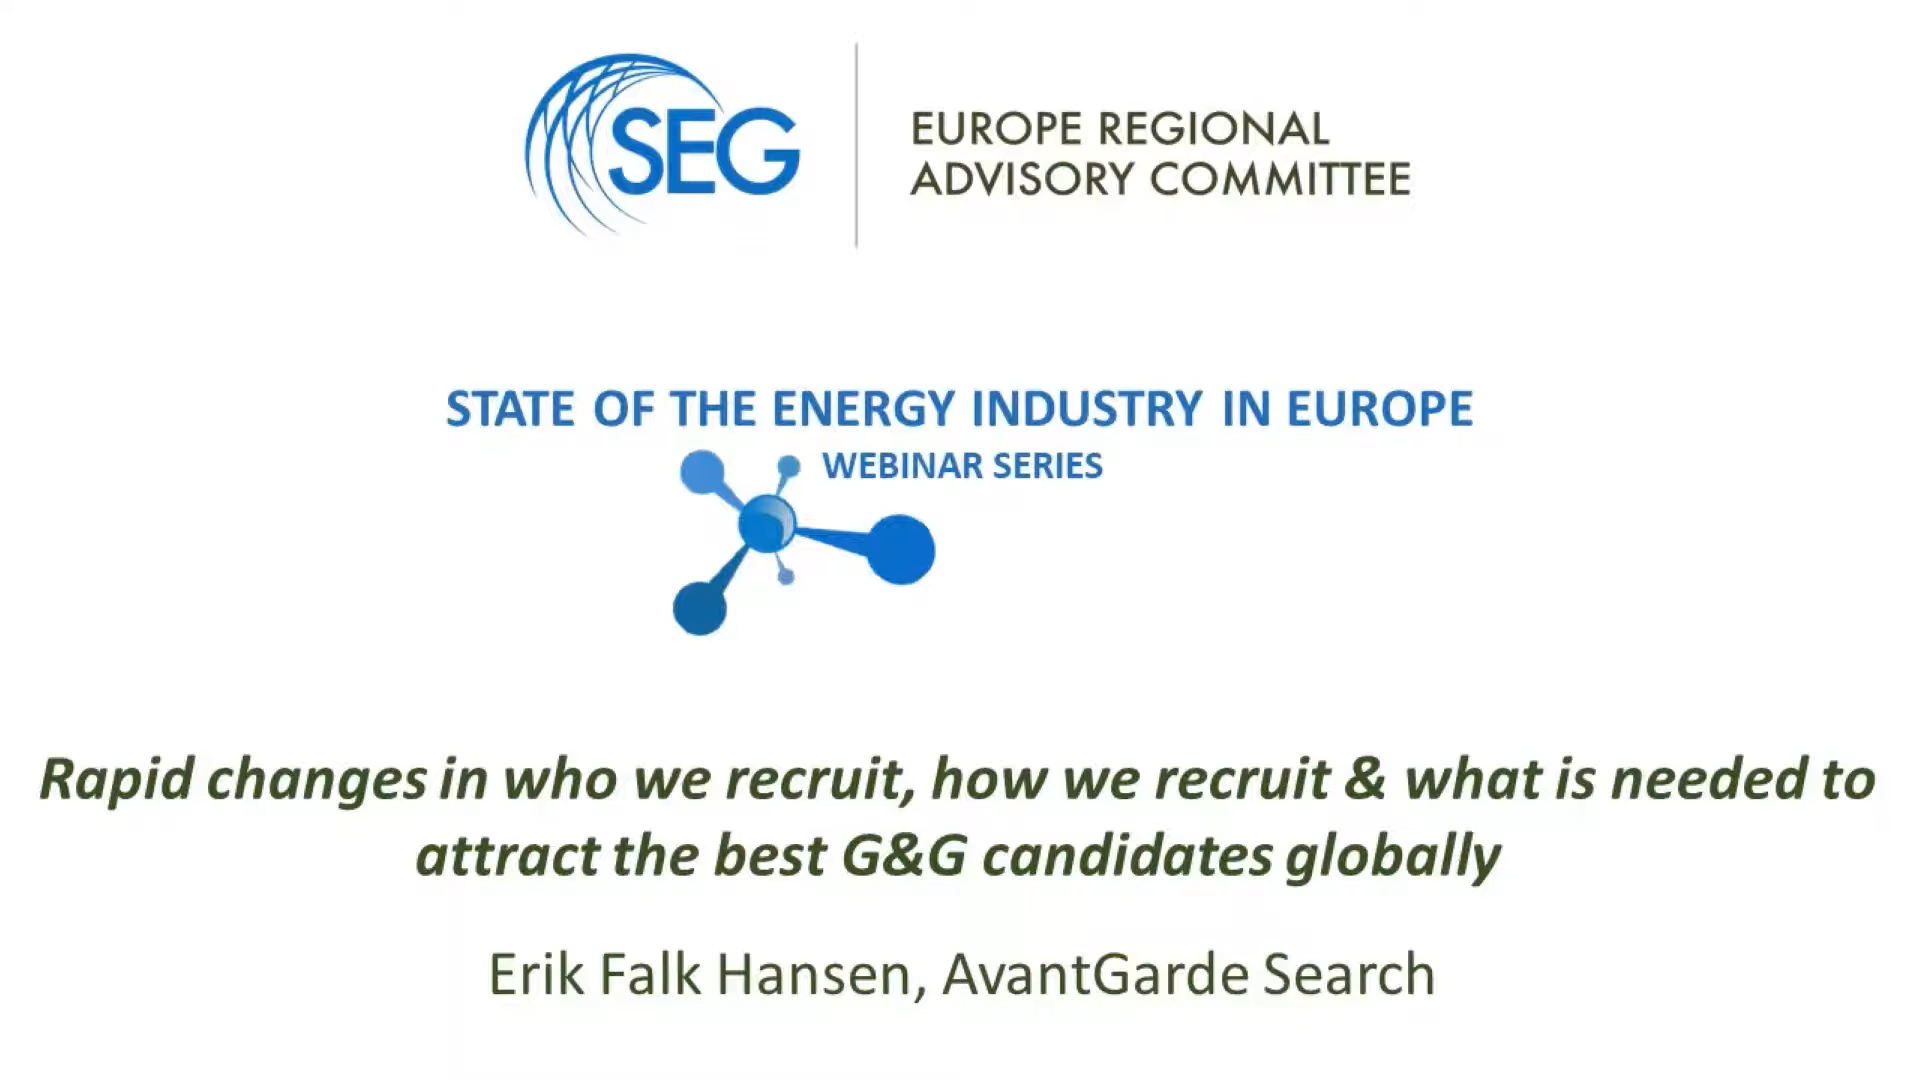 SEG
EUROPE REGIONAL
ADVISORY COMMITTEE
STATE OF THE ENERGY INDUSTRY IN EUROPE
WEBINAR SERIES
Rapid changes in who we recruit, how we recruit & what is needed to
attract the best G&G candidates globally
Erik Falk Hansen, AvantGarde Search